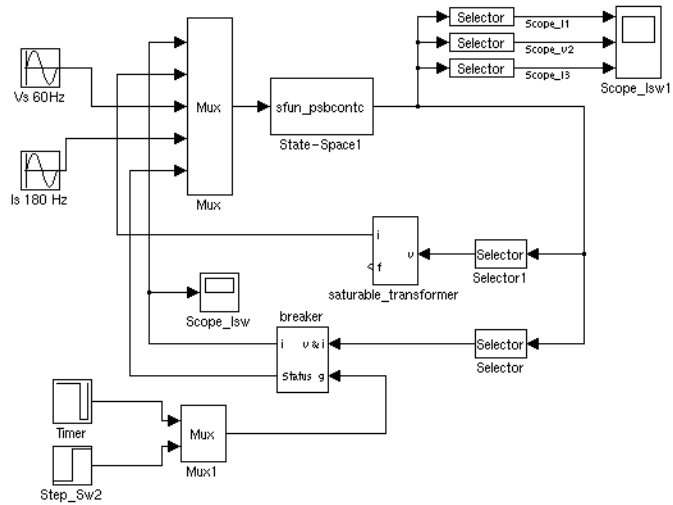 Selector
Scope_I1
Selector
Scope_v2
Selector
Scope_I3
Scope_Isw1
Vs 60Hz
Mux
sfun_psbcontc
State-Space1
Is 180 Hz
Mux
i
v
f
saturable_transformer
Selector
Selector1
Scope_Isw
breaker
i
v & i
Status
g
Selector
Selector
Timer
Mux
Mux1
Step_Sw2